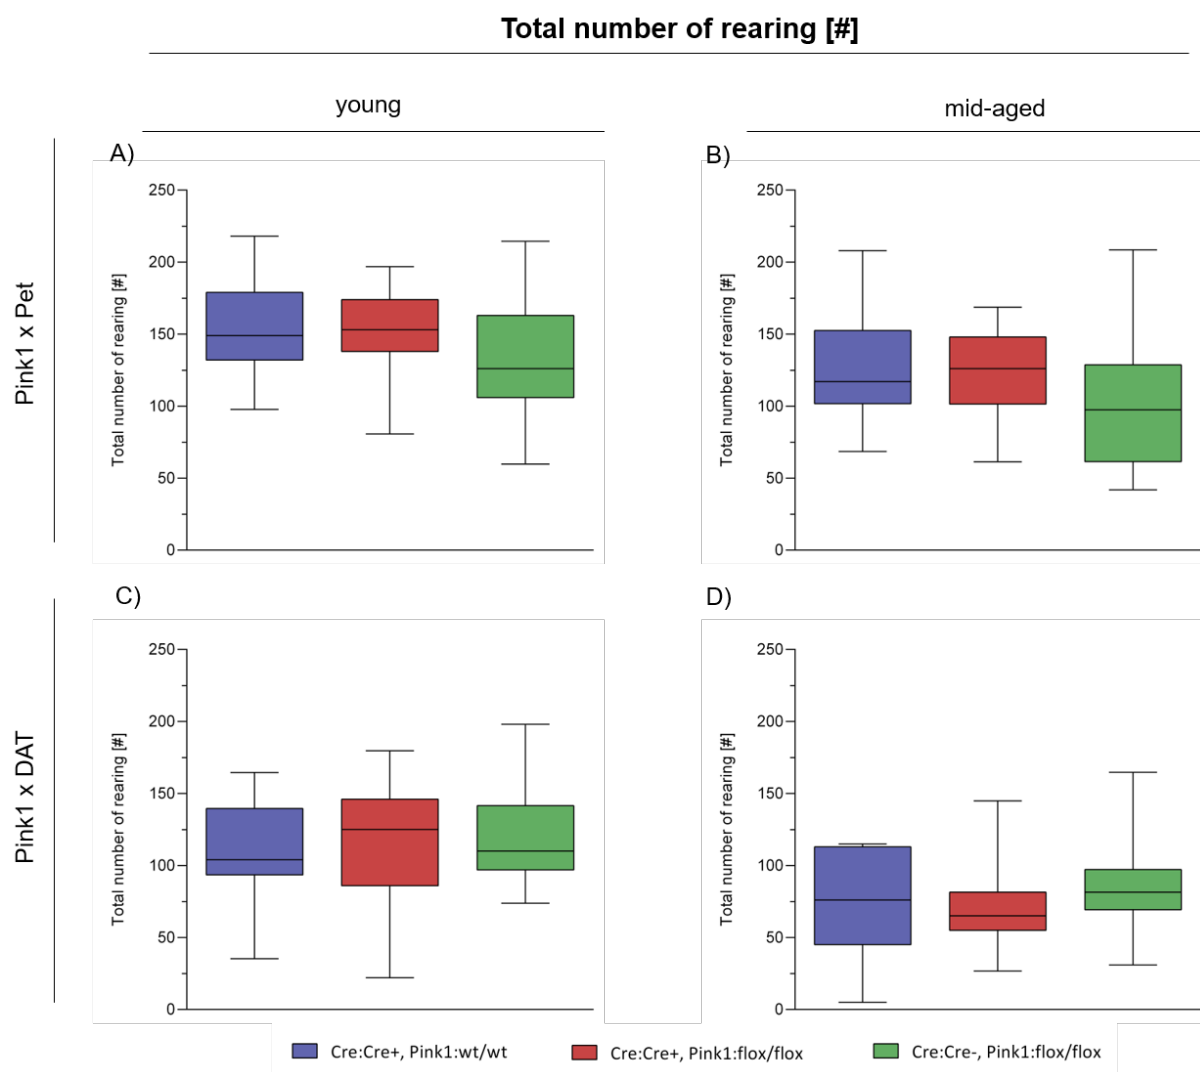 Total number of rearing [#]
young
mid-aged
Pink1 x Pet
A)
Total number of rearing [#]
250
200
150
100
50
0
B)
Total number of rearing [#]
250
200
150
100
50
0
Pink1 x DAT
C)
Total number of rearing [#]
250
200
150
100
50
0
D)
Total number of rearing [#]
250
200
150
100
50
0
Cre:Cre+, Pink1:wt/wt
Cre:Cre+, Pink1:flox/flox
Cre:Cre-, Pink1:flox/flox